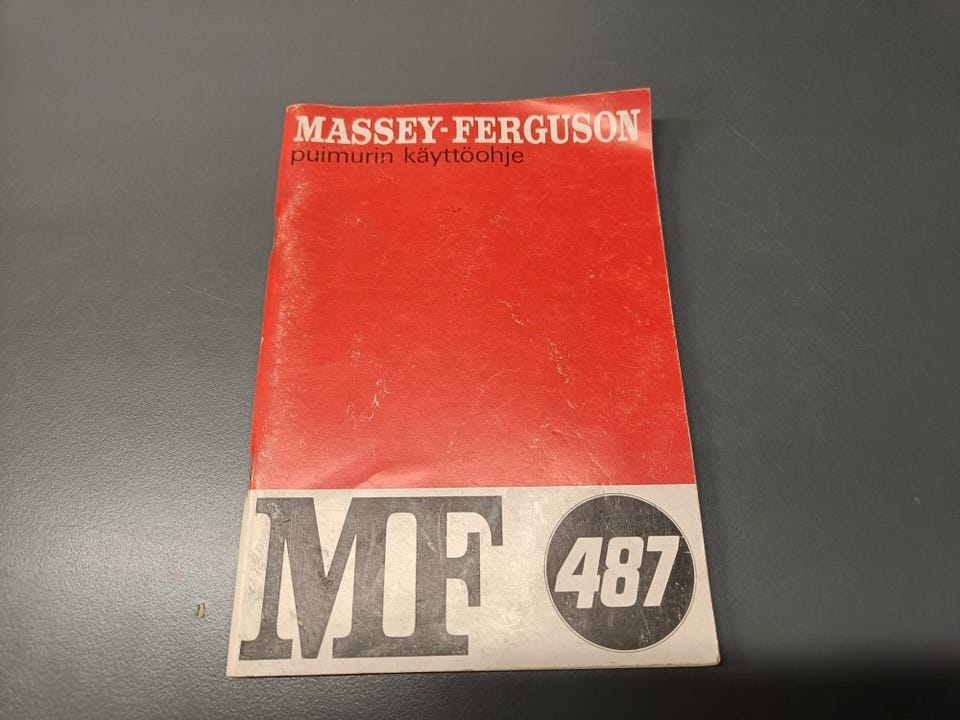 MASSEY-FERGUSON
puimurin käyttöohje
MF 487